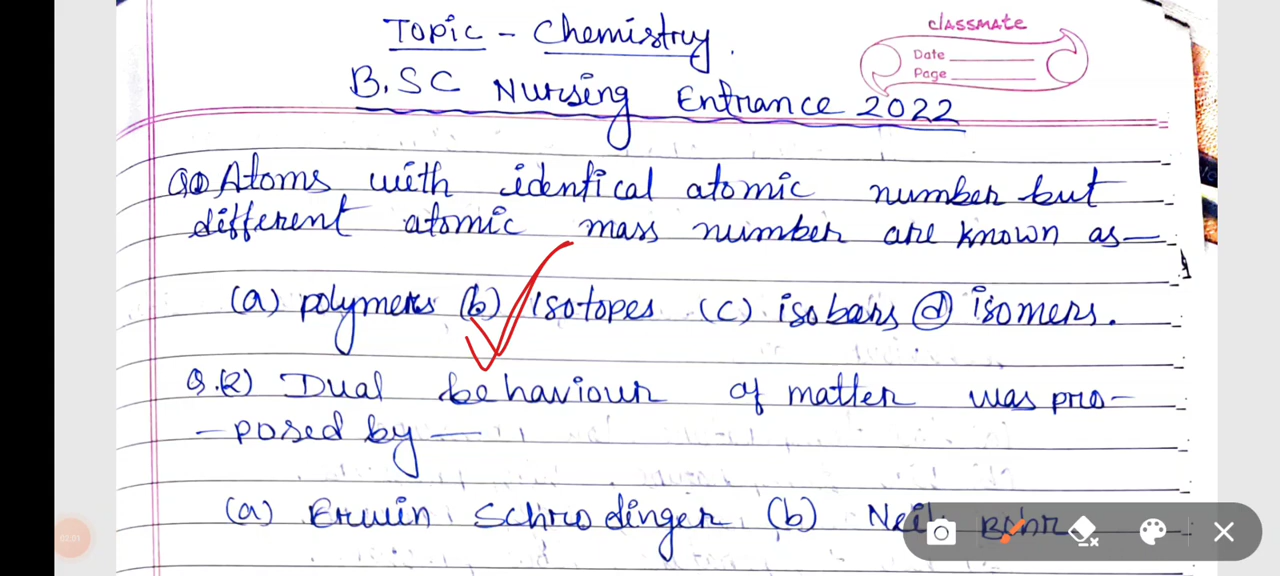 Topic - Chemistry.
classmate
Date
Page
B.SC Nursing Entrance 2022
Q① Atoms with identical atomic number but
different atomic mass number are known as—
(a) polymers (b) isotopes (c) isobars ⓓ isomers.
Q.(2) Dual behaviour of matter was pro-
-posed by —
(a) Erwin Schrodinger (b) Neil Bohr